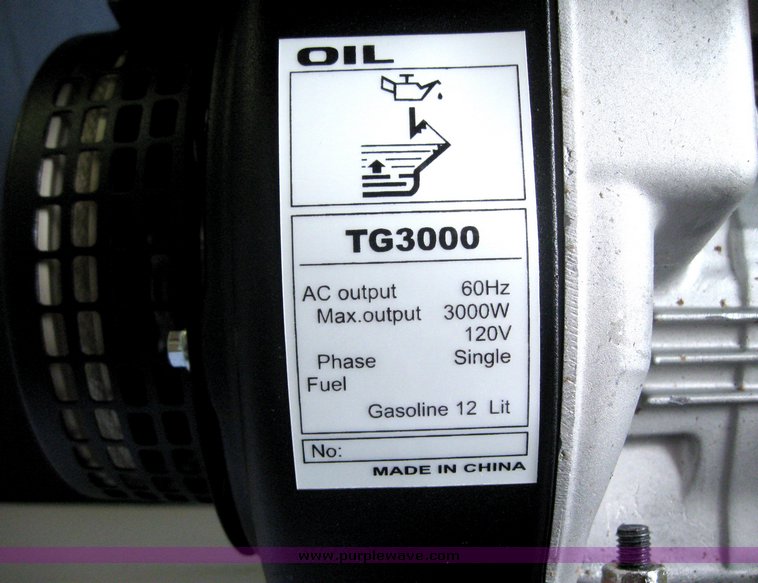 OIL
TG3000
AC output 60Hz
Max.output 3000W
120V
Phase Single
Fuel
Gasoline 12 Lit
No:
MADE IN CHINA
www.purplewave.com